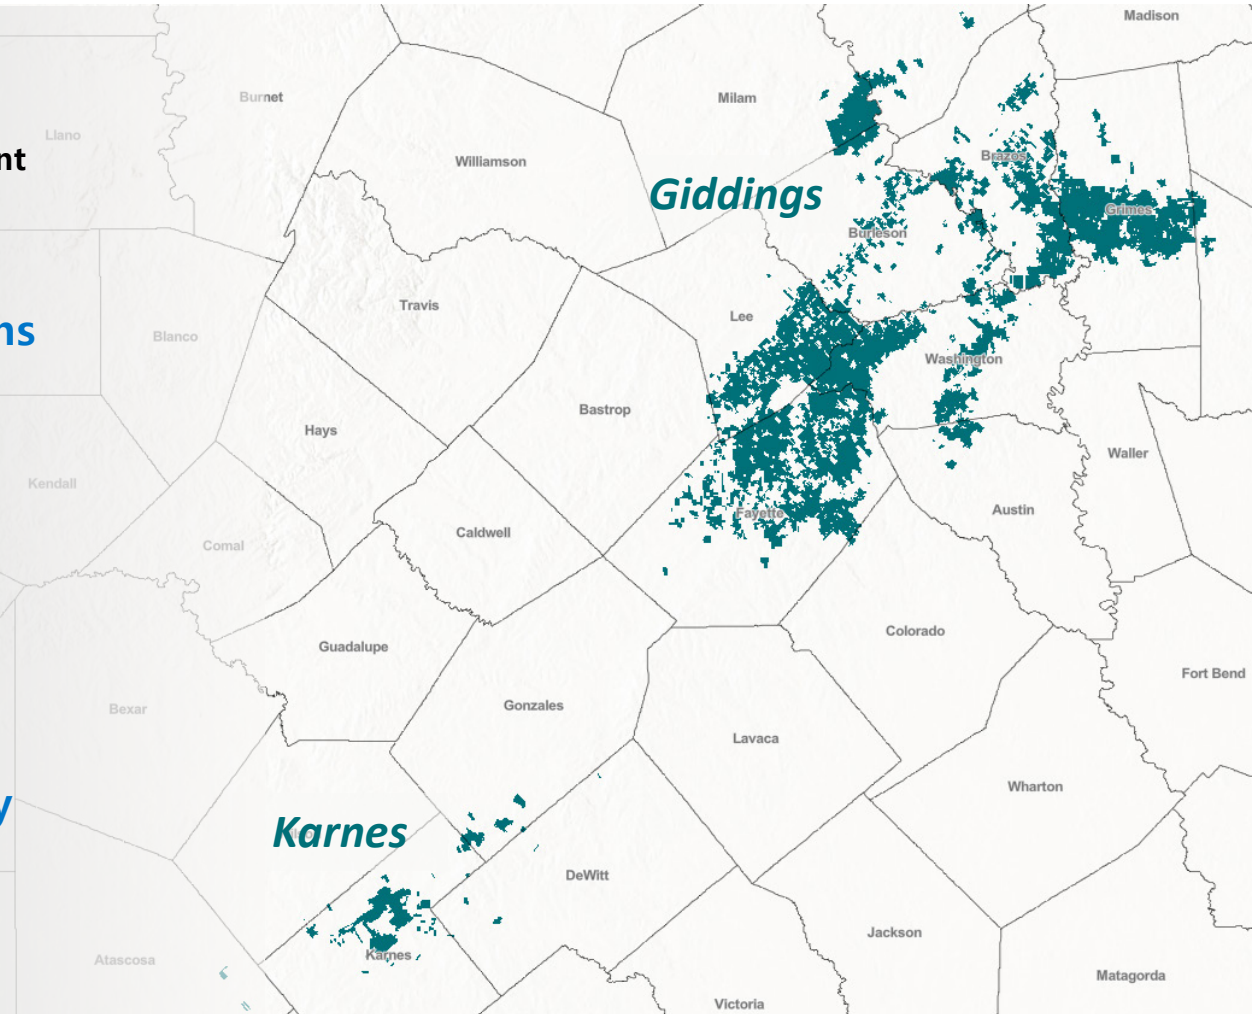 Madison
Burnet
Milam
Llano
nt
Williamson
Brazos
Giddings
Grimes
Burleson
Travis
Lee
ns
Blanco
Washington
Bastrop
Hays
Waller
Kendall
Fayette
Austin
Caldwell
Comal
Colorado
Guadalupe
Fort Bend
Gonzales
Bexar
Lavaca
Wharton
y
Karnes
DeWitt
Jackson
Karnes
Atascosa
Matagorda
Victoria